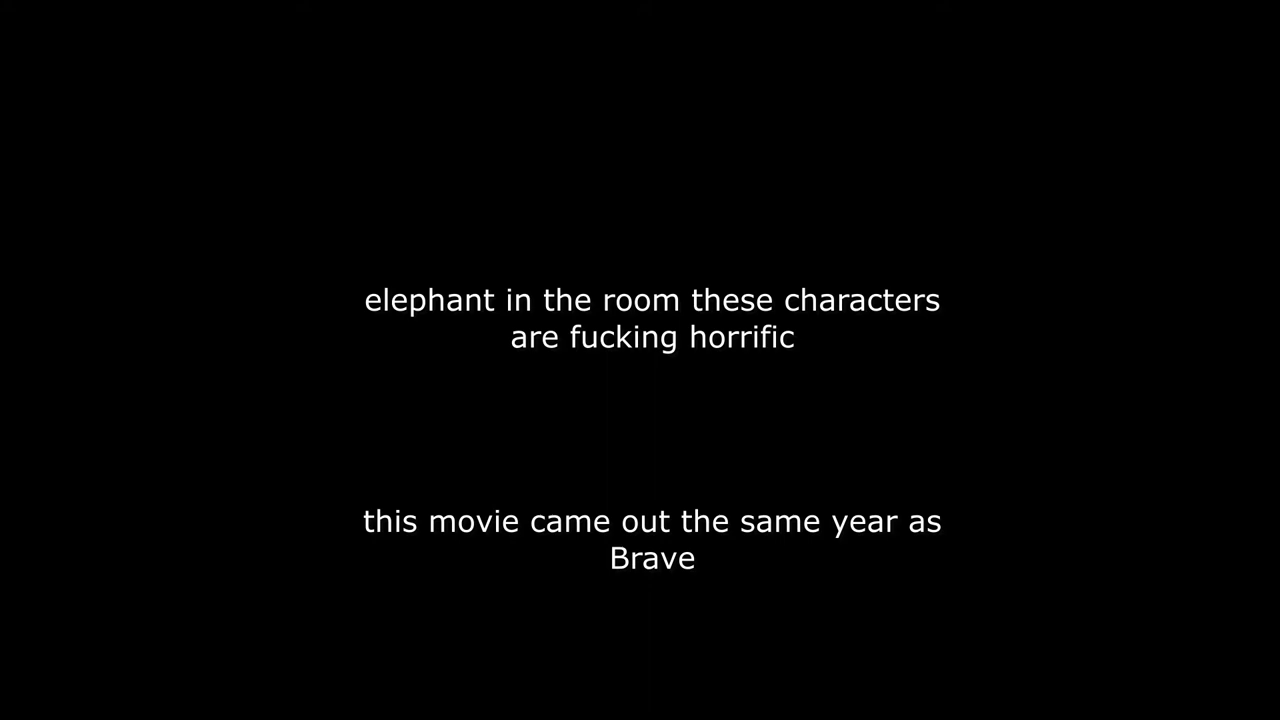 elephant in the room these characters
are fucking horrific
this movie came out the same year as
Brave